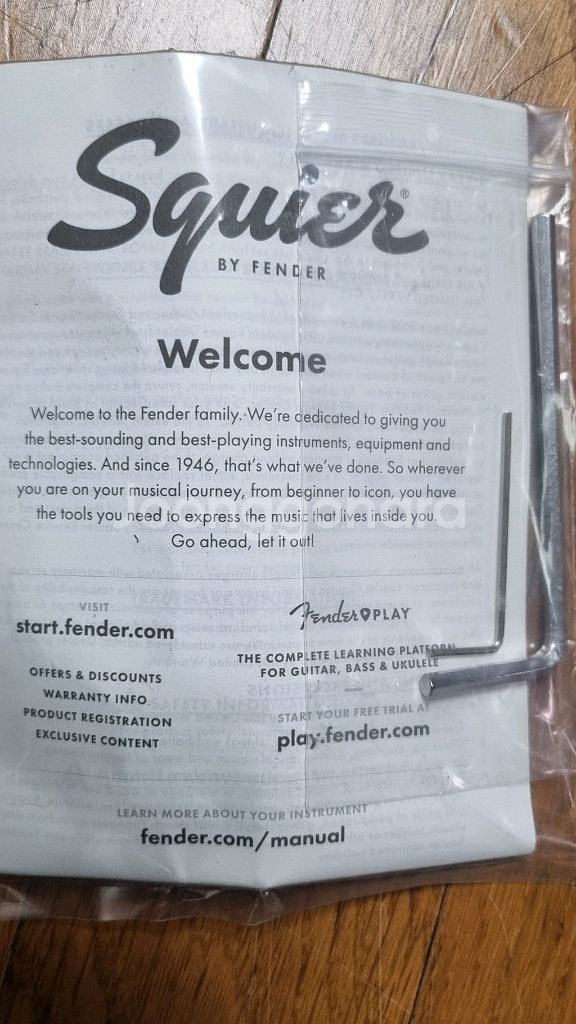 Squier®
BY FENDER
Welcome
Welcome to the Fender family. We're dedicated to giving you
the best-sounding and best-playing instruments, equipment and
technologies. And since 1946, that's what we've done. So wherever
you are on your musical journey, from beginner to icon, you have
the tools you need to express the music that lives inside you.
Go ahead, let it out!
VISIT
start.fender.com
OFFERS & DISCOUNTS
WARRANTY INFO
PRODUCT REGISTRATION
EXCLUSIVE CONTENT
Fender PLAY
THE COMPLETE LEARNING PLATFORM
FOR GUITAR, BASS & UKULELE
START YOUR FREE TRIAL AT
play.fender.com
LEARN MORE ABOUT YOUR INSTRUMENT
fender.com/manual